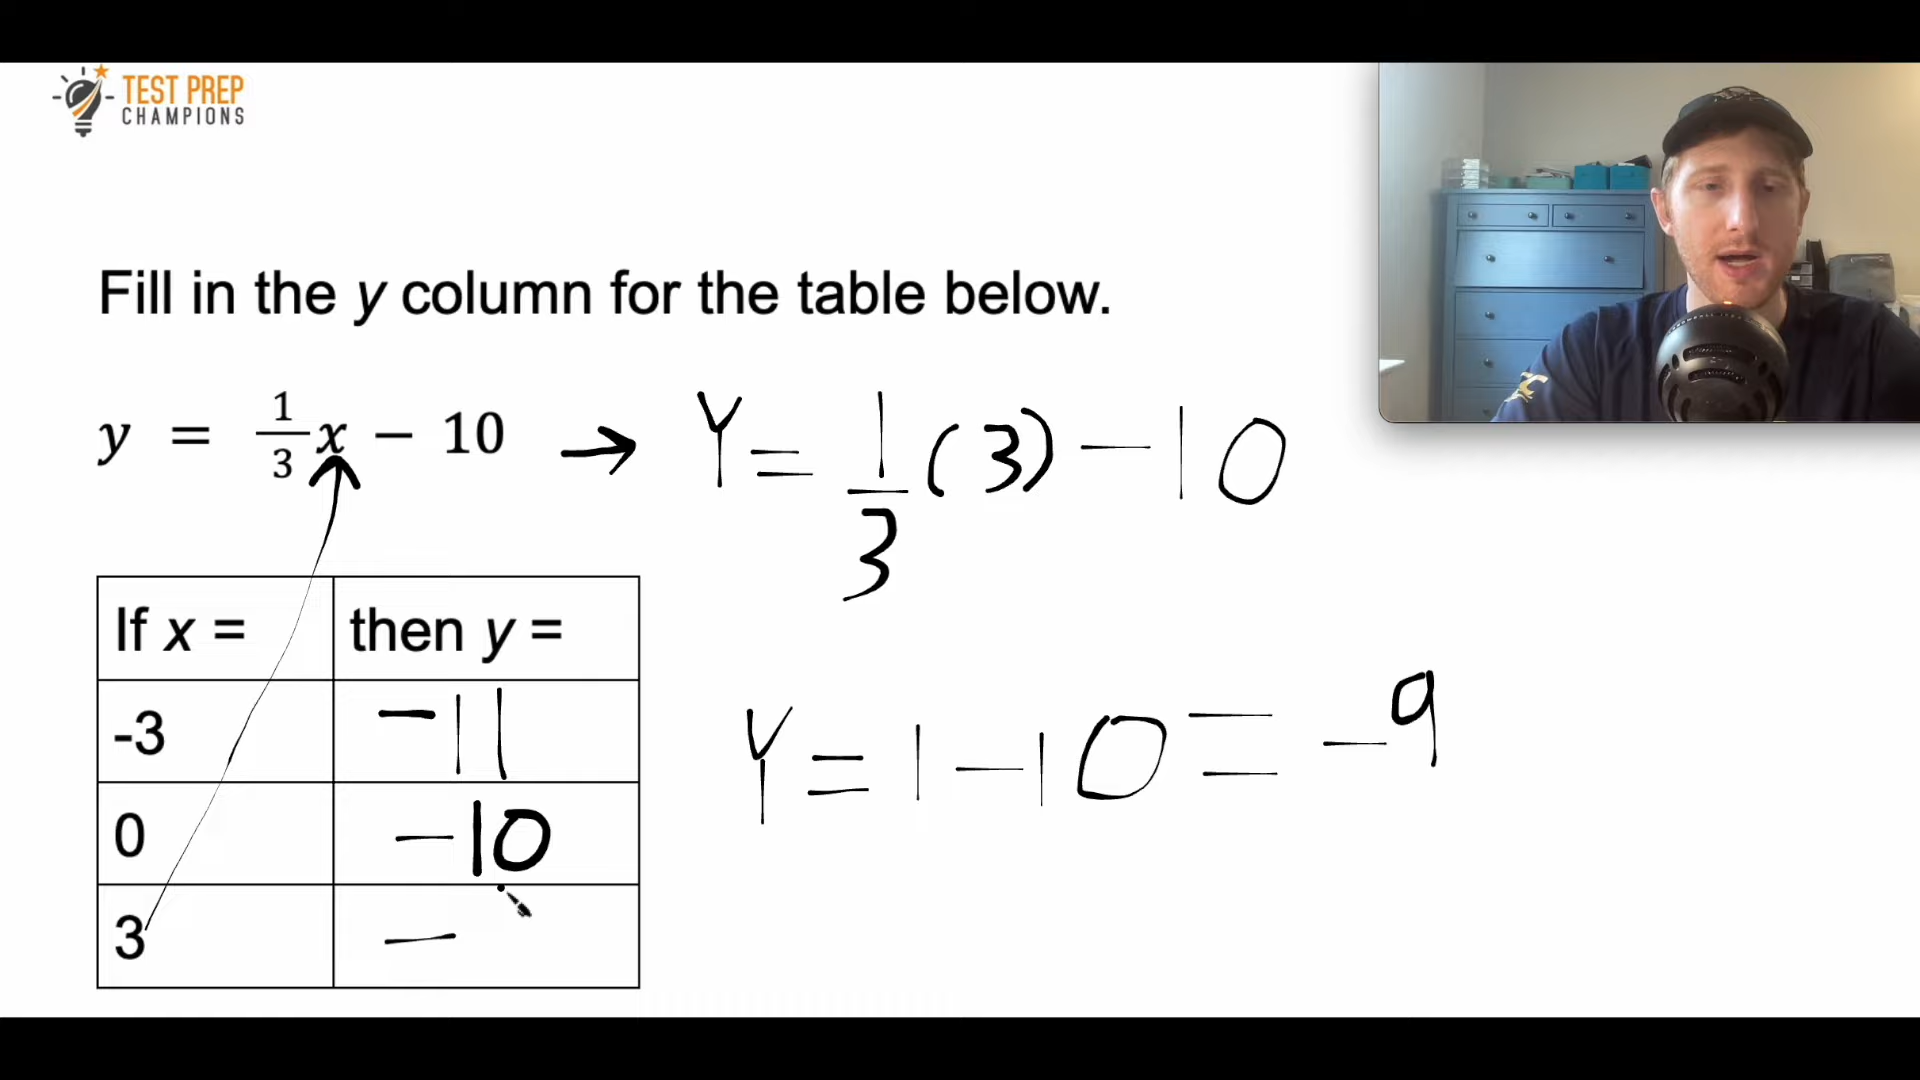 TEST PREP
CHAMPIONS
Fill in the y column for the table below.
y = 1/3 x − 10 → Y = 1/3 (3) − 10
If x = then y =
-3 −11
0 −10
3 −
Y = 1 − 10 = −9